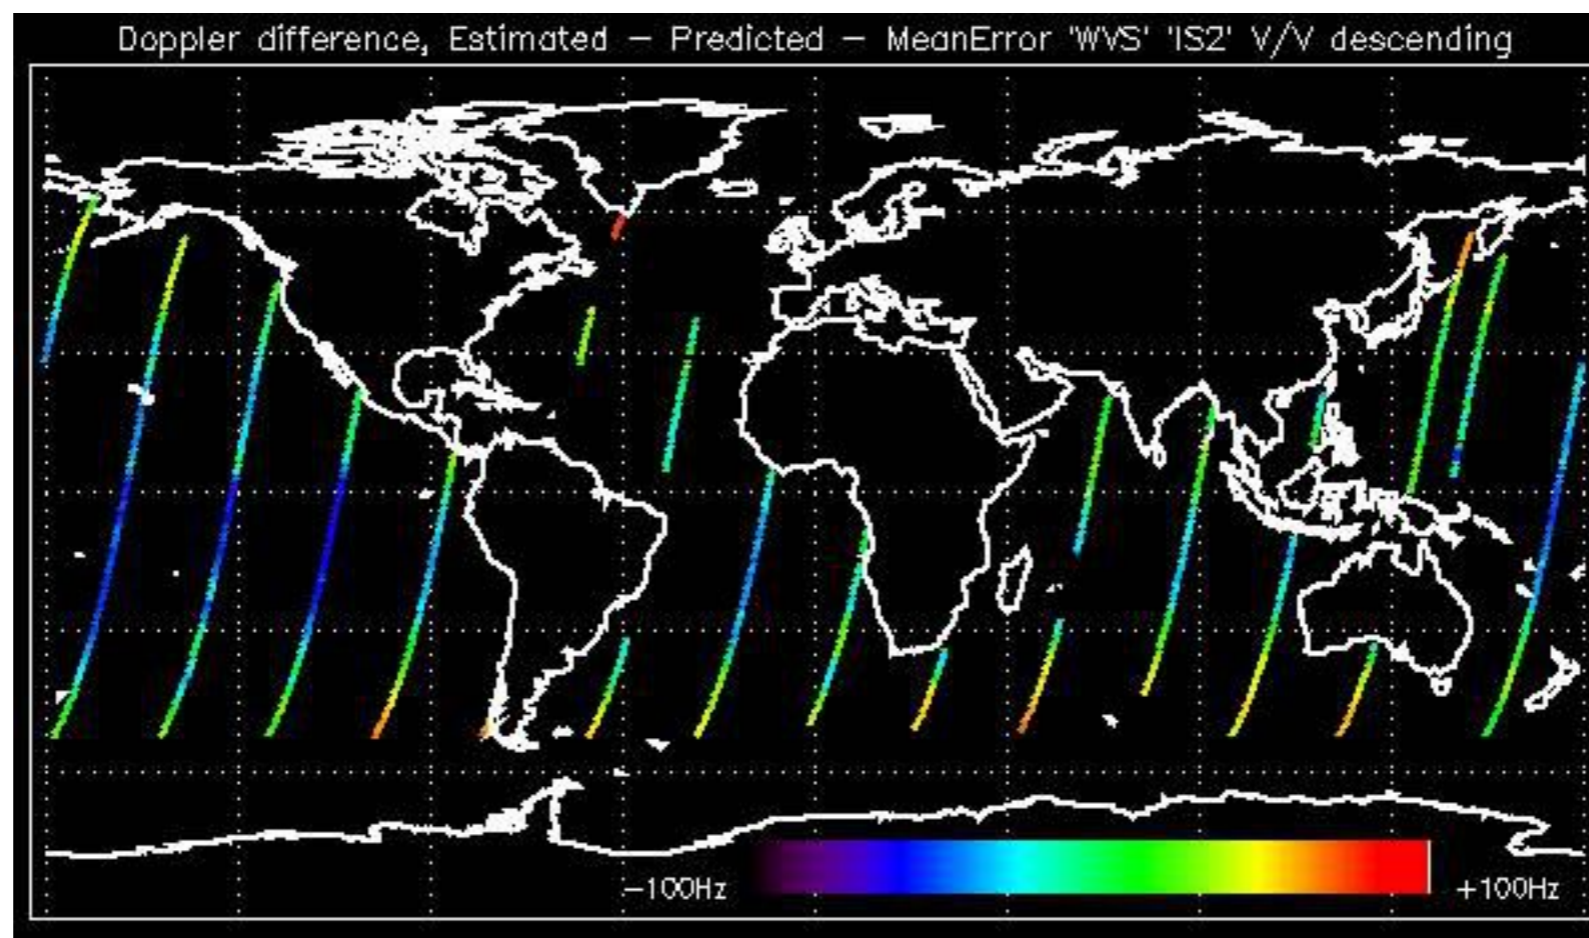 Doppler difference, Estimated - Predicted - MeanError 'WVS' 'IS2' V/V descending
-100Hz
+100Hz